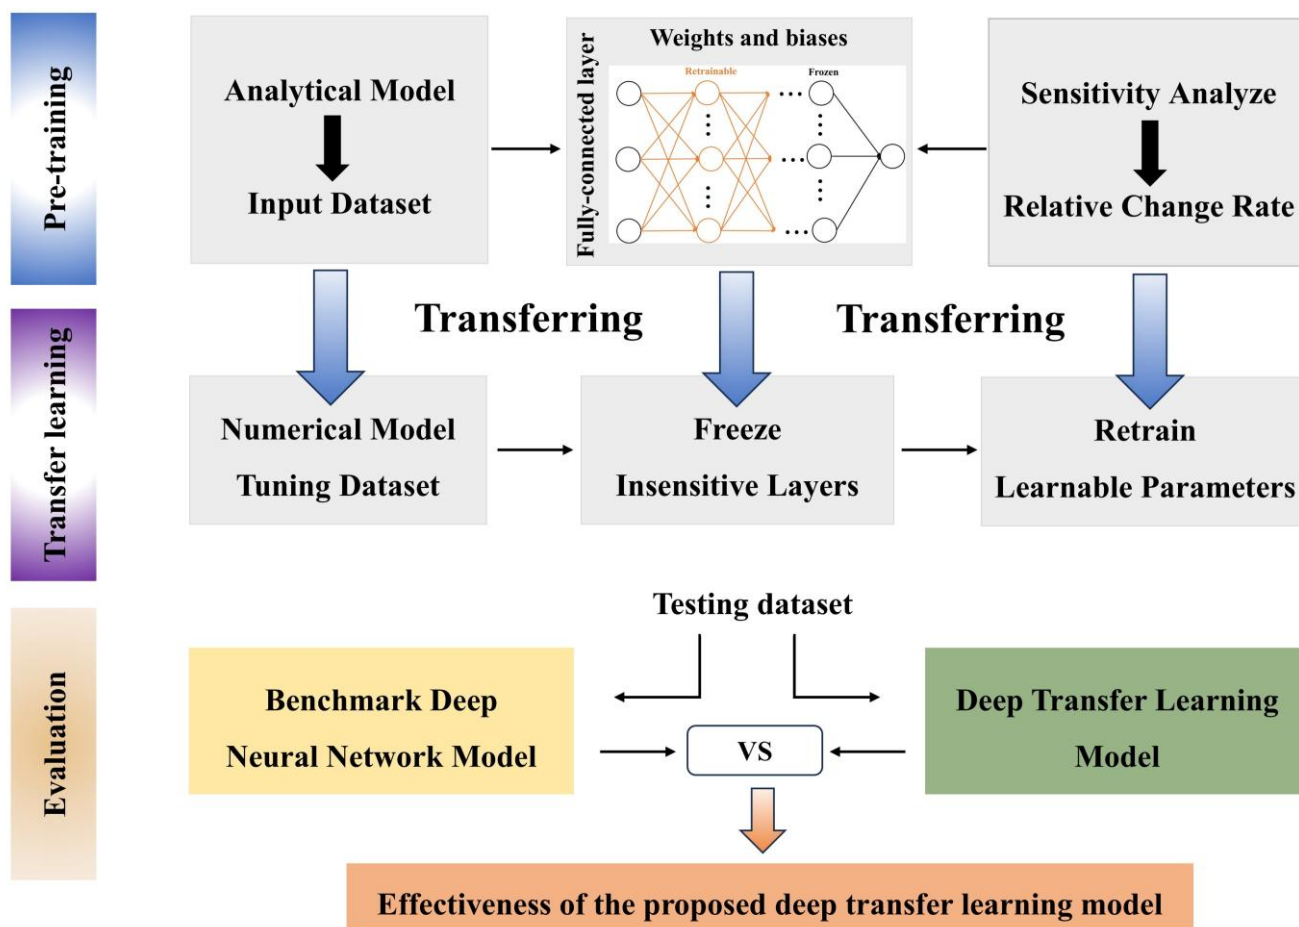 Pre-training
Analytical Model
Input Dataset
Fully-connected layer
Weights and biases
Retrainable
Frozen
Sensitivity Analyze
Relative Change Rate
Transferring
Transferring
Transfer learning
Numerical Model
Tuning Dataset
Freeze
Insensitive Layers
Retrain
Learnable Parameters
Evaluation
Testing dataset
Benchmark Deep
Neural Network Model
VS
Deep Transfer Learning
Model
Effectiveness of the proposed deep transfer learning model